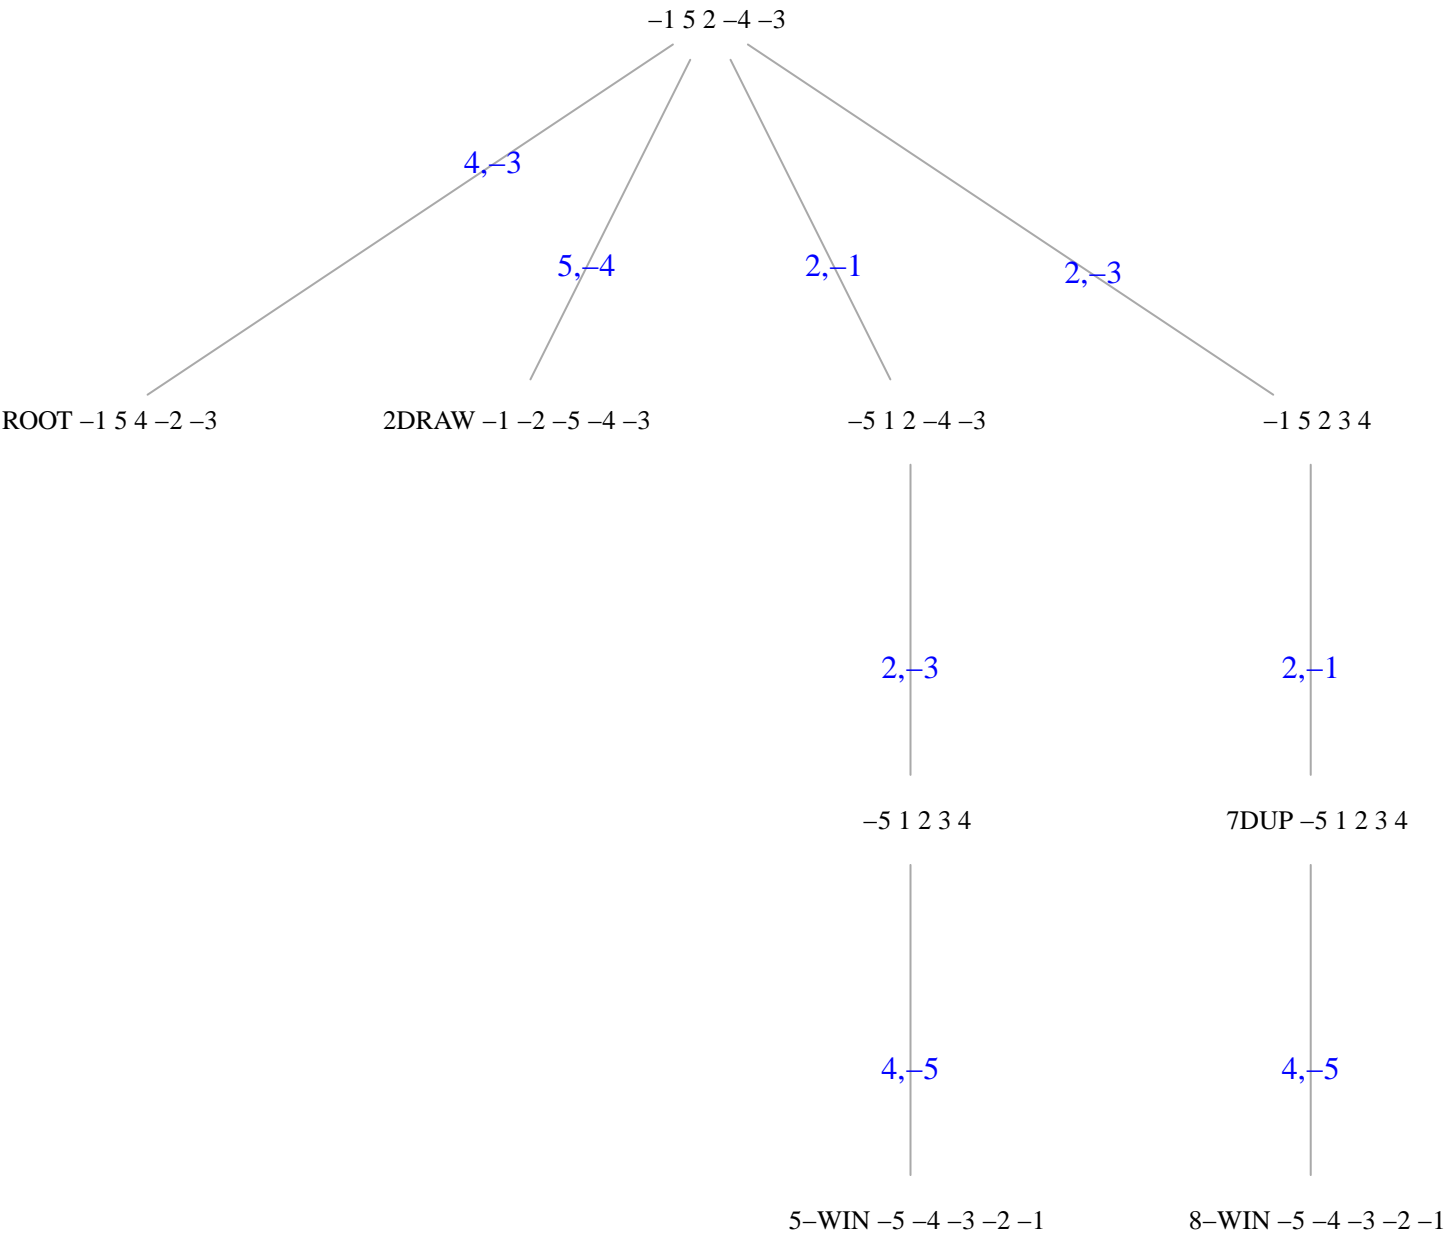 –1 5 2 –4 –3
4,–3
5,–4
2,–1
2,–3
ROOT –1 5 4 –2 –3
2DRAW –1 –2 –5 –4 –3
–5 1 2 –4 –3
–1 5 2 3 4
2,–3
2,–1
–5 1 2 3 4
7DUP –5 1 2 3 4
4,–5
4,–5
5–WIN –5 –4 –3 –2 –1
8–WIN –5 –4 –3 –2 –1